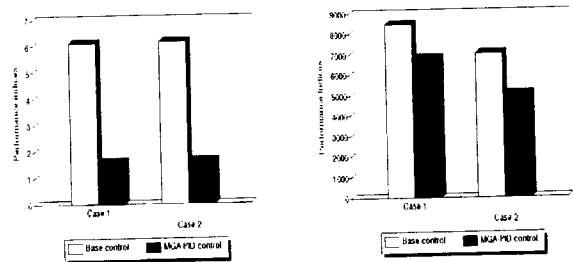 Performance indices
7
6
5
4
3
2
1
0
Case 1
Case 2
Base control MGA-PID control
Performance Indices
9000
8000
7000
6000
5000
4000
3000
2000
1000
0
Case 1
Case 2
Base control MGA-PID control